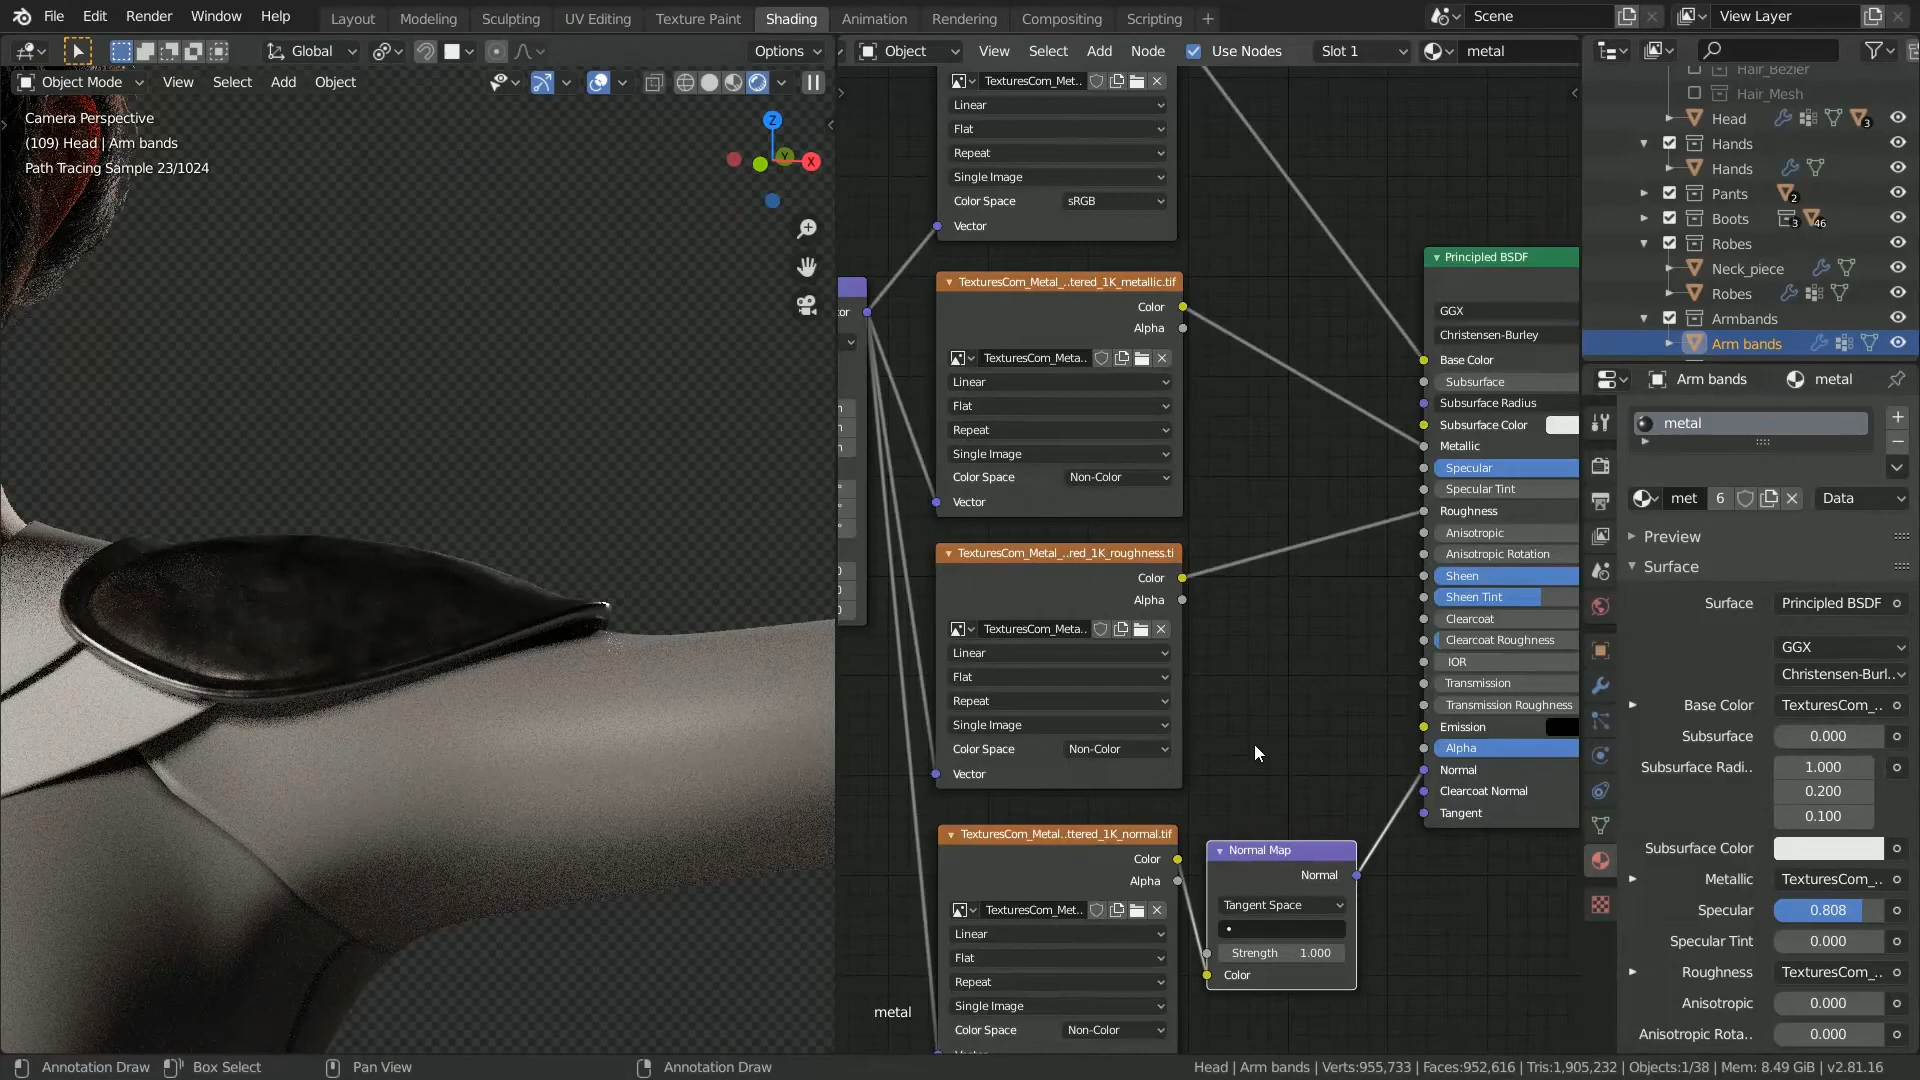 File Edit Render Window Help Layout Modeling Sculpting UV Editing Texture Paint Shading Animation Rendering Compositing Scripting + Scene View Layer
Global Options Object View Select Add Node Use Nodes Slot 1 metal
Object Mode View Select Add Object
Camera Perspective
(109) Head | Arm bands
Path Tracing Sample 23/1024
Z
Y
X
TexturesCom_Met..
Linear
Flat
Repeat
Single Image
Color Space sRGB
Vector
TexturesCom_Metal_..tered_1K_metallic.tif
Color
Alpha
TexturesCom_Meta..
Linear
Flat
Repeat
Single Image
Color Space Non-Color
Vector
TexturesCom_Metal_..red_1K_roughness.ti
Color
Alpha
TexturesCom_Meta..
Linear
Flat
Repeat
Single Image
Color Space Non-Color
Vector
TexturesCom_Metal..ttered_1K_normal.tif
Color
Alpha
TexturesCom_Met..
Linear
Flat
Repeat
Single Image
Color Space Non-Color
metal
Normal Map
Normal
Tangent Space
Strength 1.000
Color
Principled BSDF
GGX
Christensen-Burley
Base Color
Subsurface
Subsurface Radius
Subsurface Color
Metallic
Specular
Specular Tint
Roughness
Anisotropic
Anisotropic Rotation
Sheen
Sheen Tint
Clearcoat
Clearcoat Roughness
IOR
Transmission
Transmission Roughness
Emission
Alpha
Normal
Clearcoat Normal
Tangent
Hair_Bezier
Hair_Mesh
Head 3
Hands
Hands
Pants 2
Boots 3 46
Robes
Neck_piece
Robes
Armbands
Arm bands
Arm bands metal
metal
met 6 Data
Preview
Surface
Surface Principled BSDF
GGX
Christensen-Burl..
Base Color TexturesCom_..
Subsurface 0.000
Subsurface Radi.. 1.000
0.200
0.100
Subsurface Color
Metallic TexturesCom_..
Specular 0.808
Specular Tint 0.000
Roughness TexturesCom_..
Anisotropic 0.000
Anisotropic Rota.. 0.000
Annotation Draw Box Select Pan View Annotation Draw Head | Arm bands | Verts:955,733 | Faces:952,616 | Tris:1,905,232 | Objects:1/38 | Mem: 8.49 GiB | v2.81.16